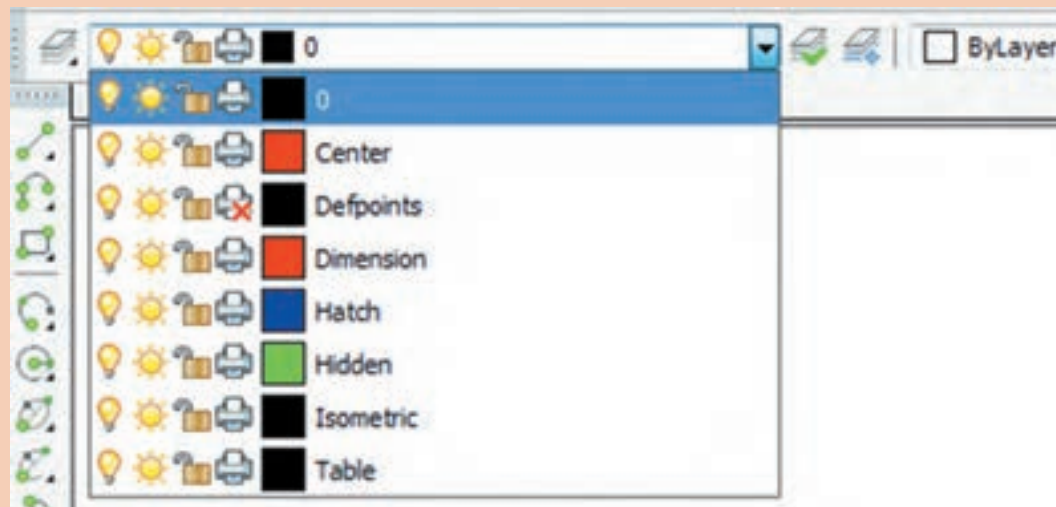 0
ByLayer
0
Center
Defpoints
Dimension
Hatch
Hidden
Isometric
Table